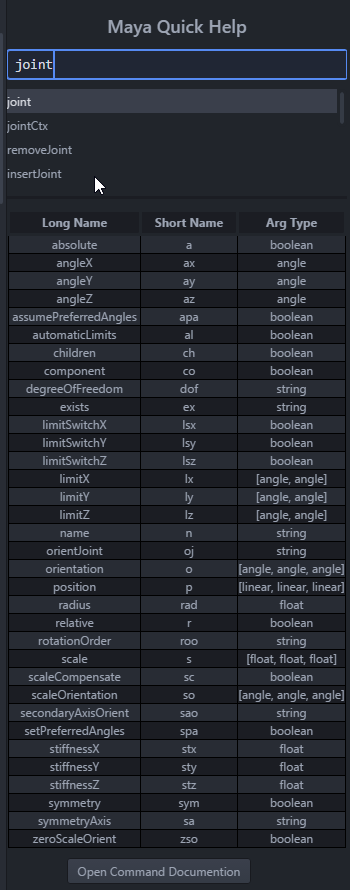 Maya Quick Help
joint
joint
jointCtx
removeJoint
insertJoint
Long Name Short Name Arg Type
absolute a boolean
angleX ax angle
angleY ay angle
angleZ az angle
assumePreferredAngles apa boolean
automaticLimits al boolean
children ch boolean
component co boolean
degreeOfFreedom dof string
exists ex string
limitSwitchX lsx boolean
limitSwitchY lsy boolean
limitSwitchZ lsz boolean
limitX lx [angle, angle]
limitY ly [angle, angle]
limitZ lz [angle, angle]
name n string
orientJoint oj string
orientation o [angle, angle, angle]
position p [linear, linear, linear]
radius rad float
relative r boolean
rotationOrder roo string
scale s [float, float, float]
scaleCompensate sc boolean
scaleOrientation so [angle, angle, angle]
secondaryAxisOrient sao string
setPreferredAngles spa boolean
stiffnessX stx float
stiffnessY sty float
stiffnessZ stz float
symmetry sym boolean
symmetryAxis sa string
zeroScaleOrient zso boolean
Open Command Documention